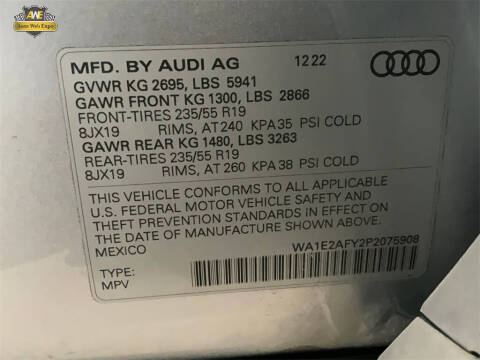 AWE
Auto Web Expo
MFD. BY AUDI AG 12 22
GVWR KG 2695, LBS 5941
GAWR FRONT KG 1300, LBS 2866
FRONT-TIRES 235/55 R19
8JX19 RIMS, AT 240 KPA 35 PSI COLD
GAWR REAR KG 1480, LBS 3263
REAR-TIRES 235/55 R19
8JX19 RIMS, AT 260 KPA 38 PSI COLD
THIS VEHICLE CONFORMS TO ALL APPLICABLE
U.S. FEDERAL MOTOR VEHICLE SAFETY AND
THEFT PREVENTION STANDARDS IN EFFECT ON
THE DATE OF MANUFACTURE SHOWN ABOVE.
MEXICO WA1E2AFY2P2075908
TYPE:
MPV